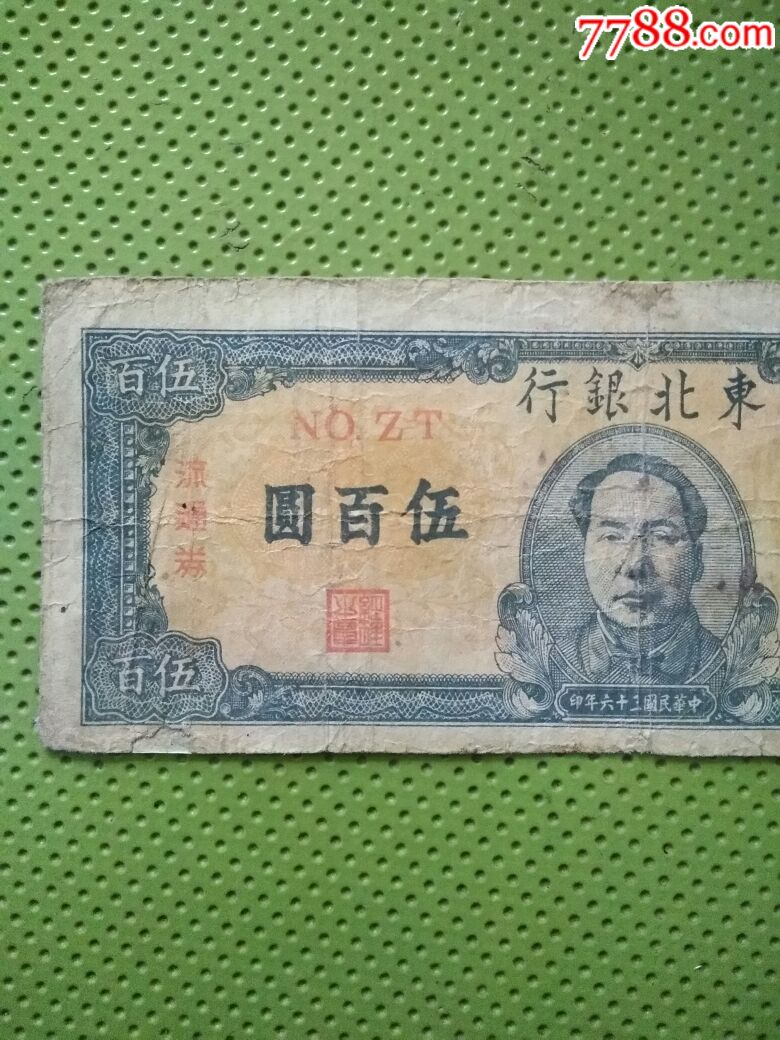 7788.com
東北銀行
百伍
NO. Z T
流通券
伍百圓
百伍
中華民國三十六年印